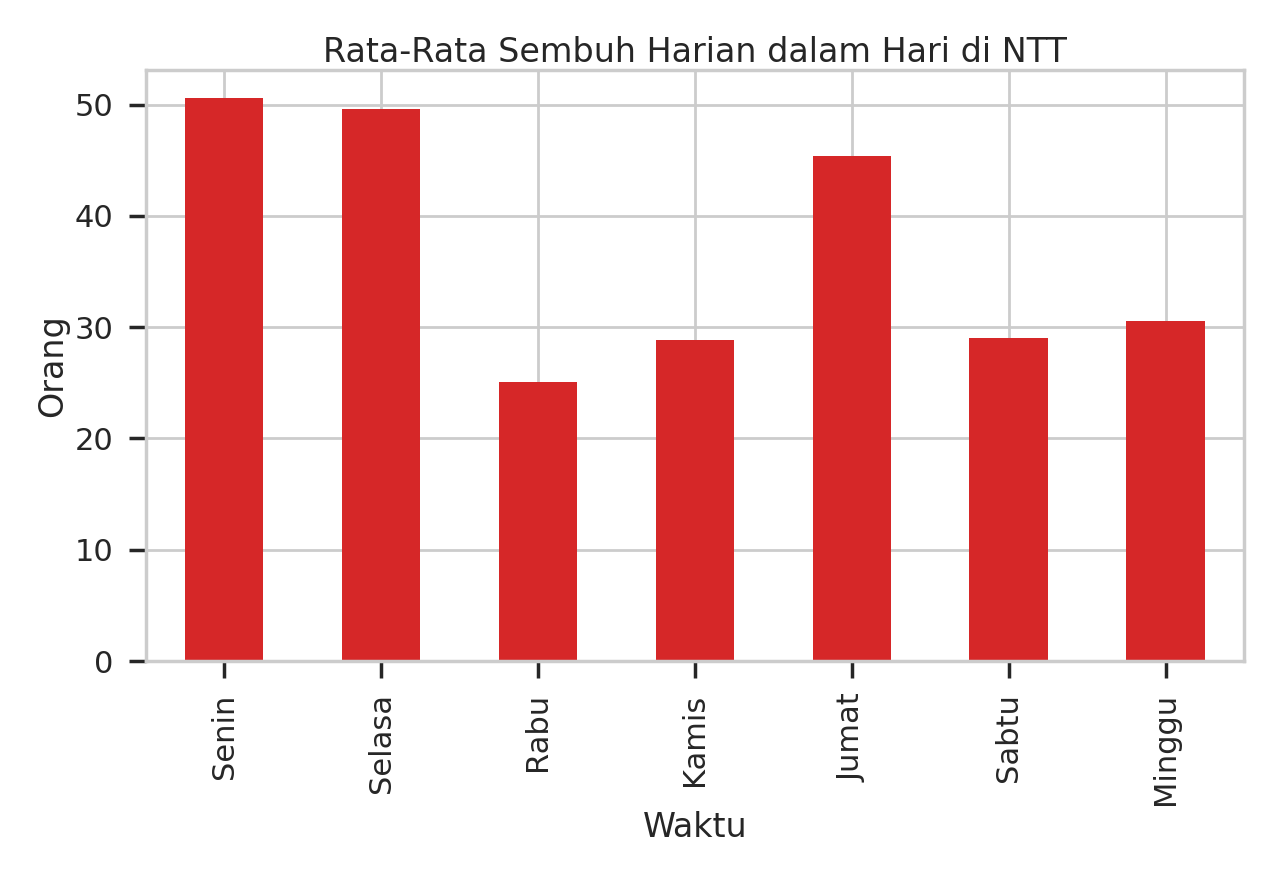 Rata-Rata Sembuh Harian dalam Hari di NTT
Orang
50
40
30
20
10
0
Senin
Selasa
Rabu
Kamis
Jumat
Sabtu
Minggu
Waktu